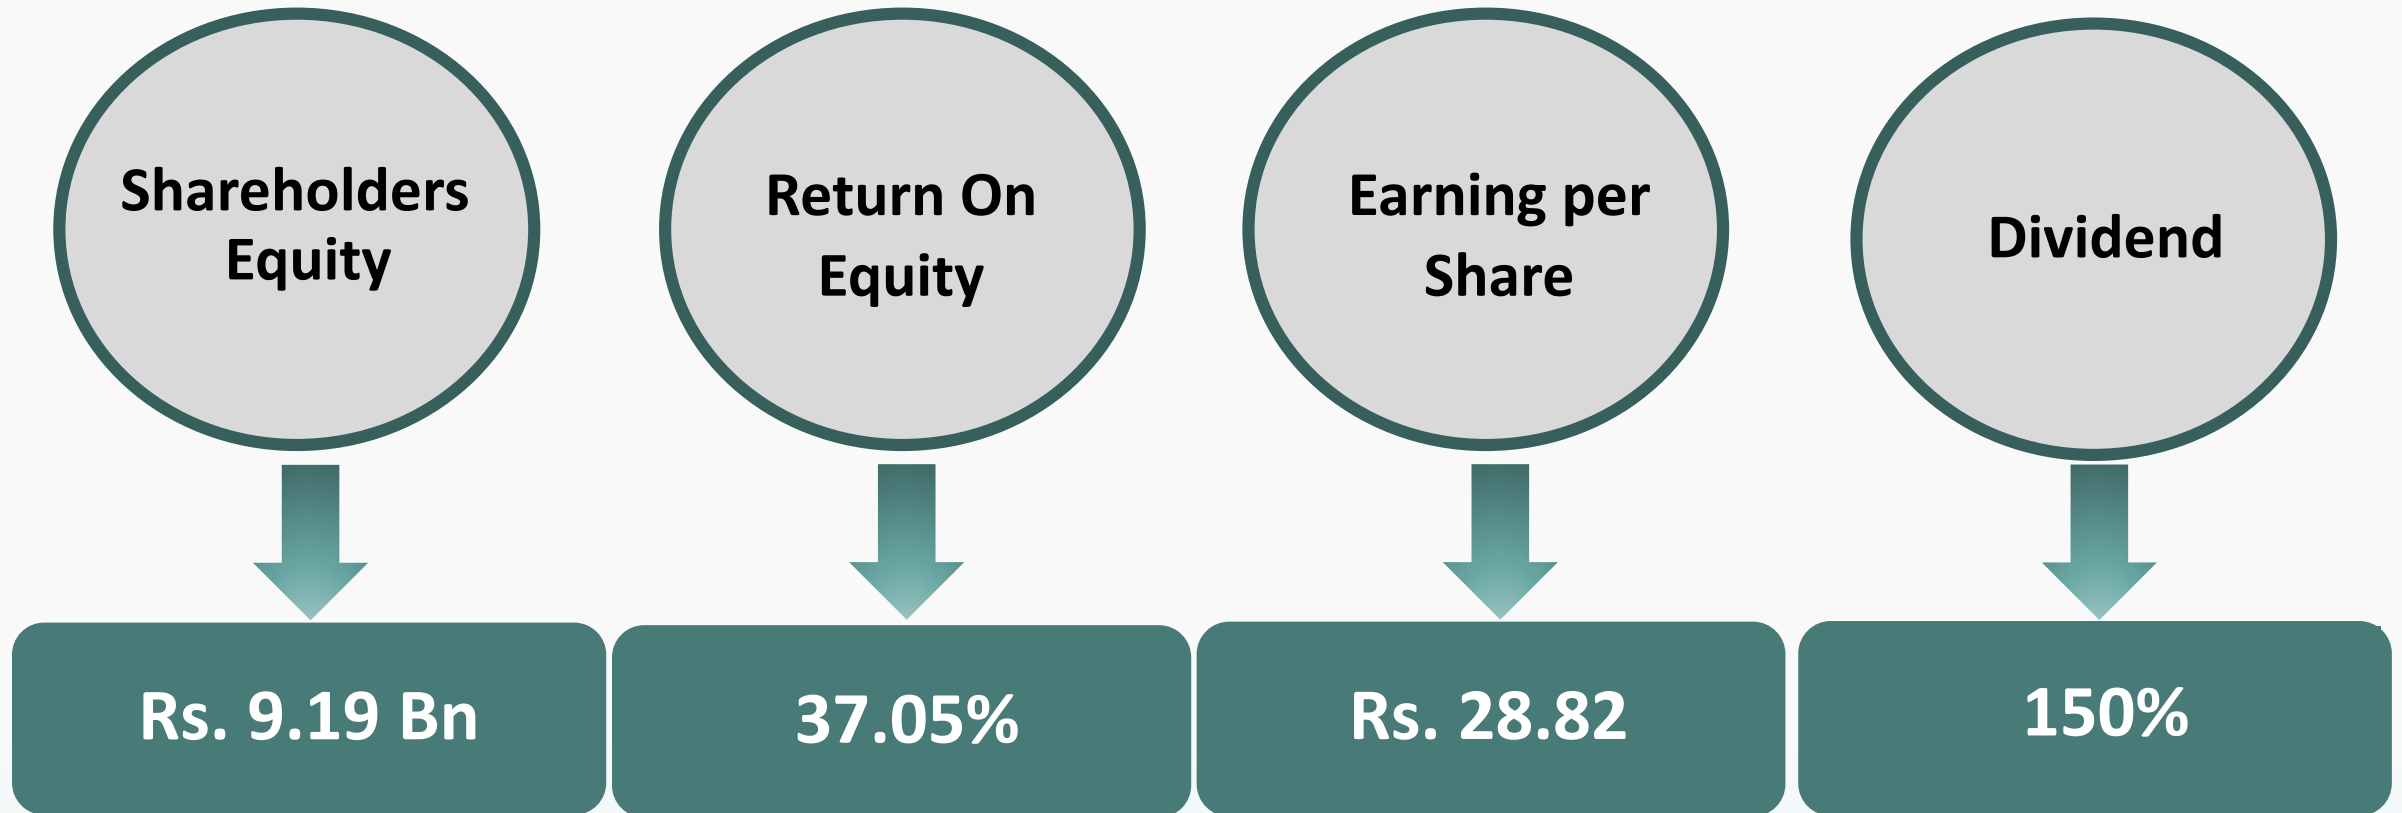 Shareholders
Equity
Rs. 9.19 Bn
Return On
Equity
37.05%
Earning per
Share
Rs. 28.82
Dividend
150%